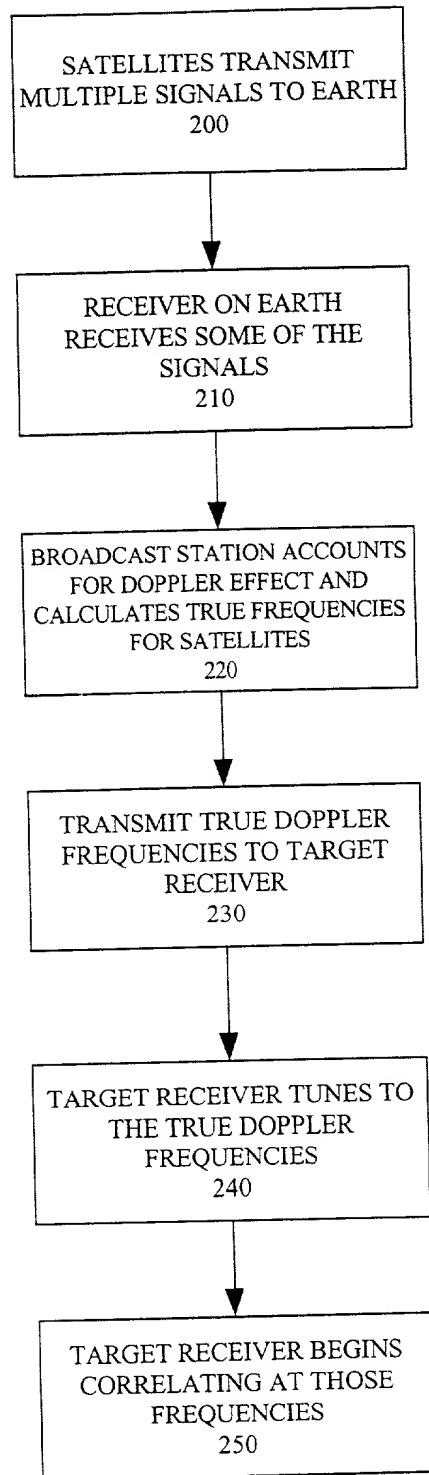 SATELLITES TRANSMIT
MULTIPLE SIGNALS TO EARTH
200
RECEIVER ON EARTH
RECEIVES SOME OF THE
SIGNALS
210
BROADCAST STATION ACCOUNTS
FOR DOPPLER EFFECT AND
CALCULATES TRUE FREQUENCIES
FOR SATELLITES
220
TRANSMIT TRUE DOPPLER
FREQUENCIES TO TARGET
RECEIVER
230
TARGET RECEIVER TUNES TO
THE TRUE DOPPLER
FREQUENCIES
240
TARGET RECEIVER BEGINS
CORRELATING AT THOSE
FREQUENCIES
250